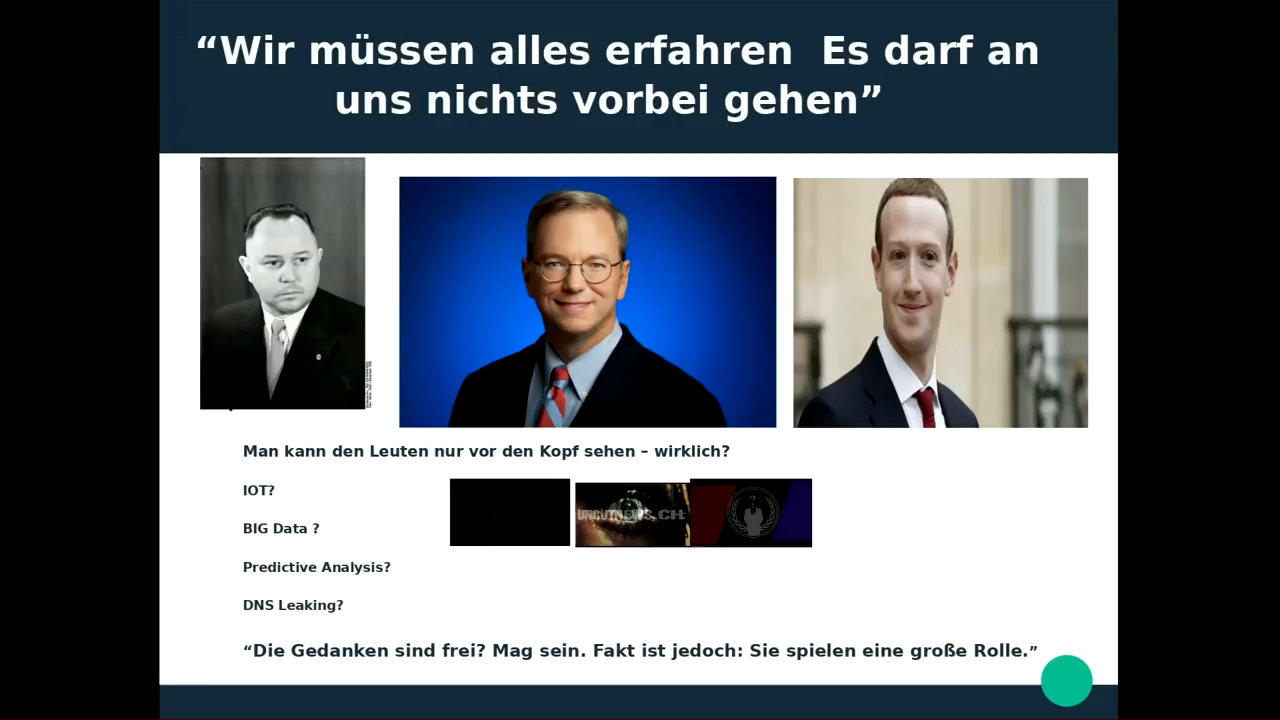 “Wir müssen alles erfahren  Es darf an
uns nichts vorbei gehen”
Man kann den Leuten nur vor den Kopf sehen – wirklich?
IOT?
BIG Data ?
Predictive Analysis?
DNS Leaking?
“Die Gedanken sind frei? Mag sein. Fakt ist jedoch: Sie spielen eine große Rolle.”